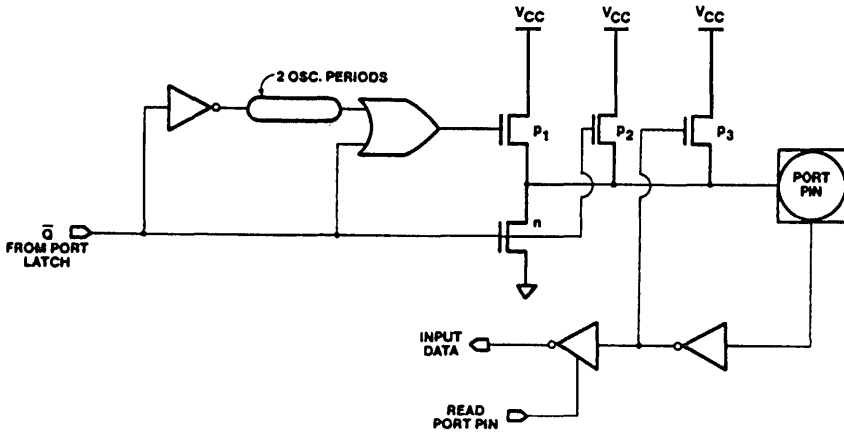 VCC
VCC
VCC
2 OSC. PERIODS
P1
P2
P3
PORT
PIN
Q̅
FROM PORT
LATCH
n
INPUT
DATA
READ
PORT PIN